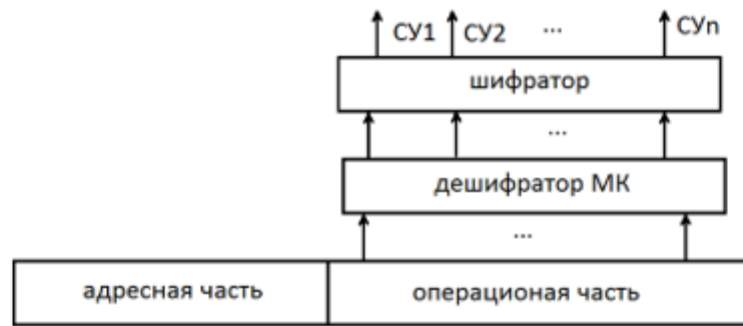 СУ1 СУ2 ... СУn
шифратор
...
дешифратор МК
...
адресная часть операционая часть